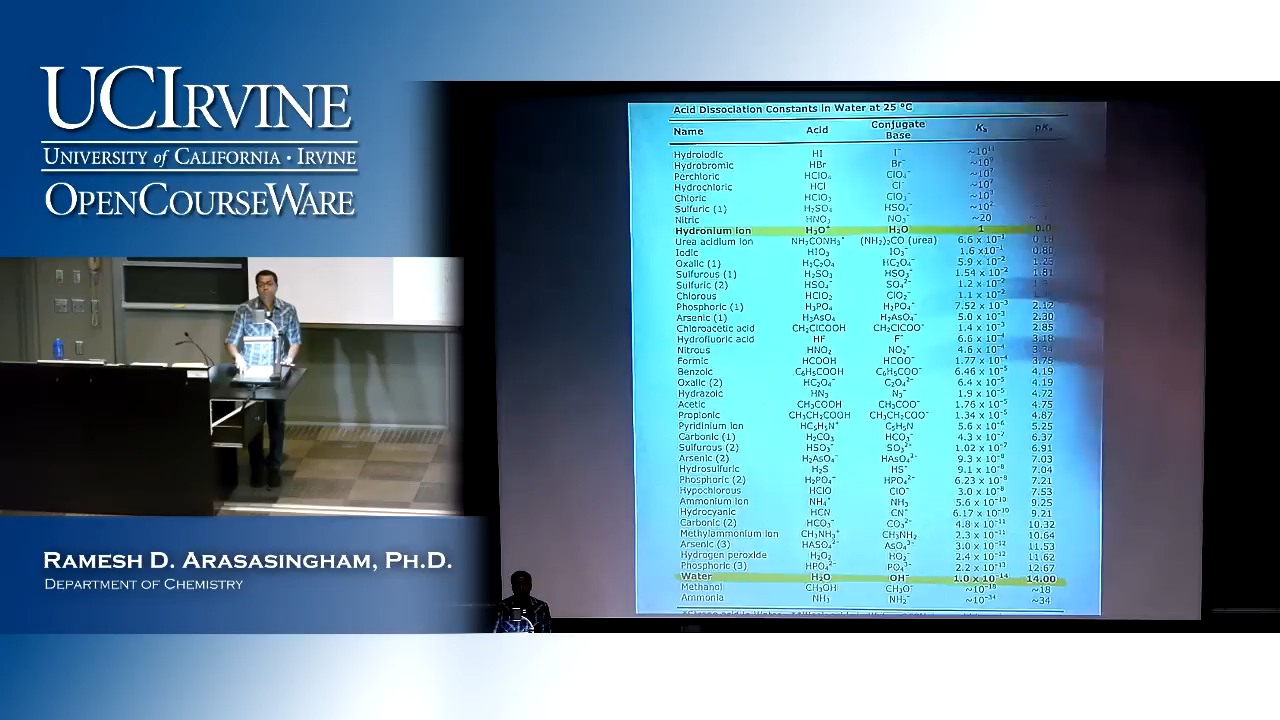 UCIRVINE
UNIVERSITY of CALIFORNIA · IRVINE
OPENCOURSEWARE
RAMESH D. ARASASINGHAM, PH.D.
DEPARTMENT OF CHEMISTRY
Acid Dissociation Constants in Water at 25 °C
Name Acid Conjugate Base Kₐ pKₐ
Hydroiodic HI I⁻ ~10¹¹
Hydrobromic HBr Br⁻ ~10⁹
Perchloric HClO₄ ClO₄⁻ ~10⁷
Hydrochloric HCl Cl⁻ ~10⁷
Chloric HClO₃ ClO₃⁻ ~10³
Sulfuric (1) H₂SO₄ HSO₄⁻ ~10²
Nitric HNO₃ NO₃⁻ ~20
Hydronium ion H₃O⁺ H₂O 1 0.0
Urea acidium ion NH₂CONH₃⁺ (NH₂)₂CO (urea) 6.6 x 10⁻¹ 0.18
Iodic HIO₃ IO₃⁻ 1.6 x10⁻¹ 0.80
Oxalic (1) H₂C₂O₄ HC₂O₄⁻ 5.9 x 10⁻² 1.23
Sulfurous (1) H₂SO₃ HSO₃⁻ 1.54 x 10⁻² 1.81
Sulfuric (2) HSO₄⁻ SO₄²⁻ 1.2 x 10⁻²
Chlorous HClO₂ ClO₂⁻ 1.1 x 10⁻²
Phosphoric (1) H₃PO₄ H₂PO₄⁻ 7.52 x 10⁻³ 2.12
Arsenic (1) H₃AsO₄ H₂AsO₄⁻ 5.0 x 10⁻³ 2.30
Chloroacetic acid CH₂ClCOOH CH₂ClCOO⁻ 1.4 x 10⁻³ 2.85
Hydrofluoric acid HF F⁻ 6.6 x 10⁻⁴ 3.18
Nitrous HNO₂ NO₂⁻ 4.6 x 10⁻⁴
Formic HCOOH HCOO⁻ 1.77 x 10⁻⁴ 3.75
Benzoic C₆H₅COOH C₆H₅COO⁻ 6.46 x 10⁻⁵ 4.19
Oxalic (2) HC₂O₄⁻ C₂O₄²⁻ 6.4 x 10⁻⁵ 4.19
Hydrazoic HN₃ N₃⁻ 1.9 x 10⁻⁵ 4.72
Acetic CH₃COOH CH₃COO⁻ 1.76 x 10⁻⁵ 4.75
Propionic CH₃CH₂COOH CH₃CH₂COO⁻ 1.34 x 10⁻⁵ 4.87
Pyridinium ion HC₅H₅N⁺ C₅H₅N 5.6 x 10⁻⁶ 5.25
Carbonic (1) H₂CO₃ HCO₃⁻ 4.3 x 10⁻⁷ 6.37
Sulfurous (2) HSO₃⁻ SO₃²⁻ 1.02 x 10⁻⁷ 6.91
Arsenic (2) H₂AsO₄⁻ HAsO₄²⁻ 9.3 x 10⁻⁸ 7.03
Hydrosulfuric H₂S HS⁻ 9.1 x 10⁻⁸ 7.04
Phosphoric (2) H₂PO₄⁻ HPO₄²⁻ 6.23 x 10⁻⁸ 7.21
Hypochlorous HClO ClO⁻ 3.0 x 10⁻⁸ 7.53
Ammonium ion NH₄⁺ NH₃ 5.6 x 10⁻¹⁰ 9.25
Hydrocyanic HCN CN⁻ 6.17 x 10⁻¹⁰ 9.21
Carbonic (2) HCO₃⁻ CO₃²⁻ 4.8 x 10⁻¹¹ 10.32
Methylammonium ion CH₃NH₃⁺ CH₃NH₂ 2.3 x 10⁻¹¹ 10.64
Arsenic (3) HASO₄²⁻ AsO₄³⁻ 3.0 x 10⁻¹² 11.53
Hydrogen peroxide H₂O₂ HO₂⁻ 2.4 x 10⁻¹² 11.62
Phosphoric (3) HPO₄²⁻ PO₄³⁻ 2.2 x 10⁻¹³ 12.67
Water H₂O OH⁻ 1.0 x 10⁻¹⁴ 14.00
Methanol CH₃OH CH₃O⁻ ~10⁻¹⁸ ~18
Ammonia NH₃ NH₂⁻ ~10⁻³⁴ ~34